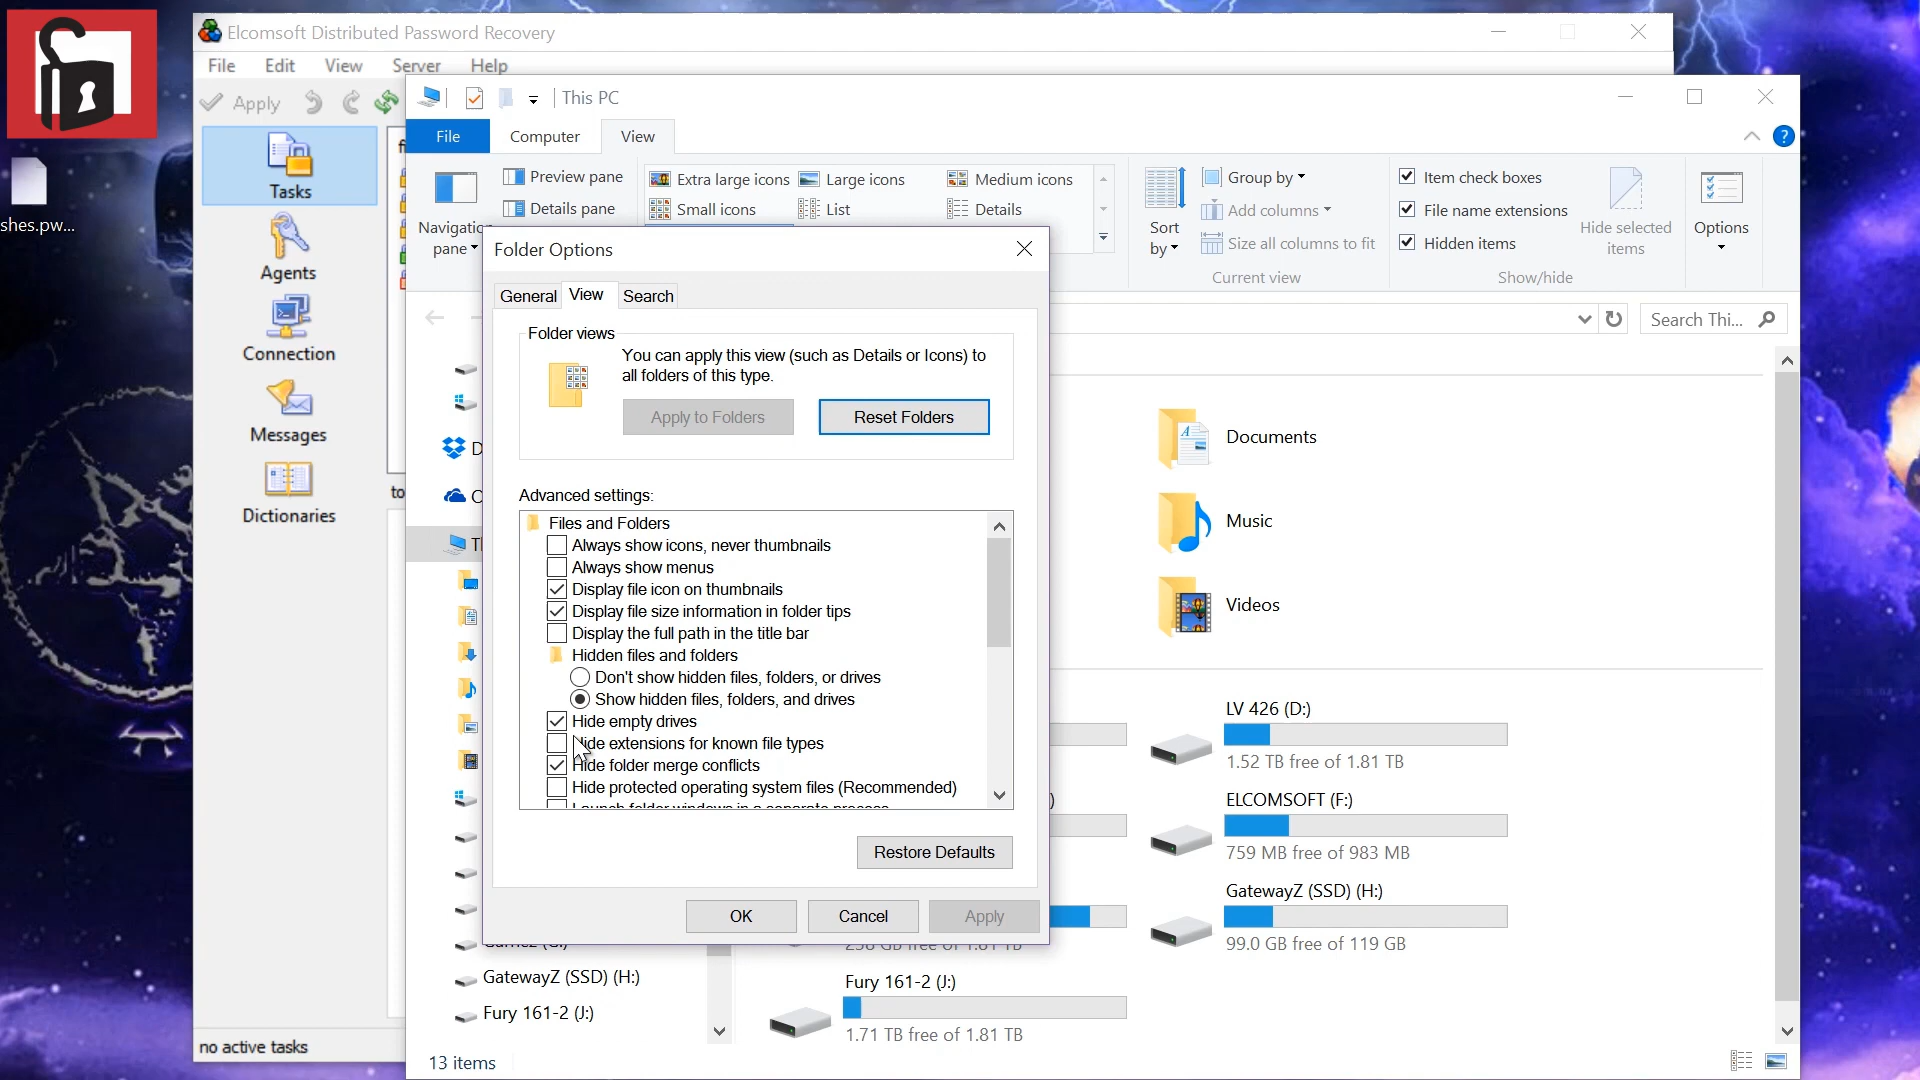 Elcomsoft Distributed Password Recovery
File Edit View Server Help
Apply
This PC
File Computer View
Preview pane
Details pane
Navigatio
pane
Extra large icons Large icons Medium icons
Small icons List Details
Sort
by
Group by
Add columns
Size all columns to fit
Current view
Item check boxes
File name extensions
Hidden items
Hide selected
items
Show/hide
Options
shes.pw...
Tasks
Agents
Connection
Messages
Dictionaries
to
Search Thi...
Folder Options
General View Search
Folder views
You can apply this view (such as Details or Icons) to
all folders of this type.
Apply to Folders Reset Folders
Advanced settings:
Files and Folders
Always show icons, never thumbnails
Always show menus
Display file icon on thumbnails
Display file size information in folder tips
Display the full path in the title bar
Hidden files and folders
Don't show hidden files, folders, or drives
Show hidden files, folders, and drives
Hide empty drives
Hide extensions for known file types
Hide folder merge conflicts
Hide protected operating system files (Recommended)
Launch folder windows in a separate process
Restore Defaults
OK Cancel Apply
Documents
Music
Videos
LV 426 (D:)
1.52 TB free of 1.81 TB
ELCOMSOFT (F:)
759 MB free of 983 MB
GatewayZ (SSD) (H:)
99.0 GB free of 119 GB
Fury 161-2 (J:)
1.71 TB free of 1.81 TB
GatewayZ (SSD) (H:)
Fury 161-2 (J:)
13 items
no active tasks